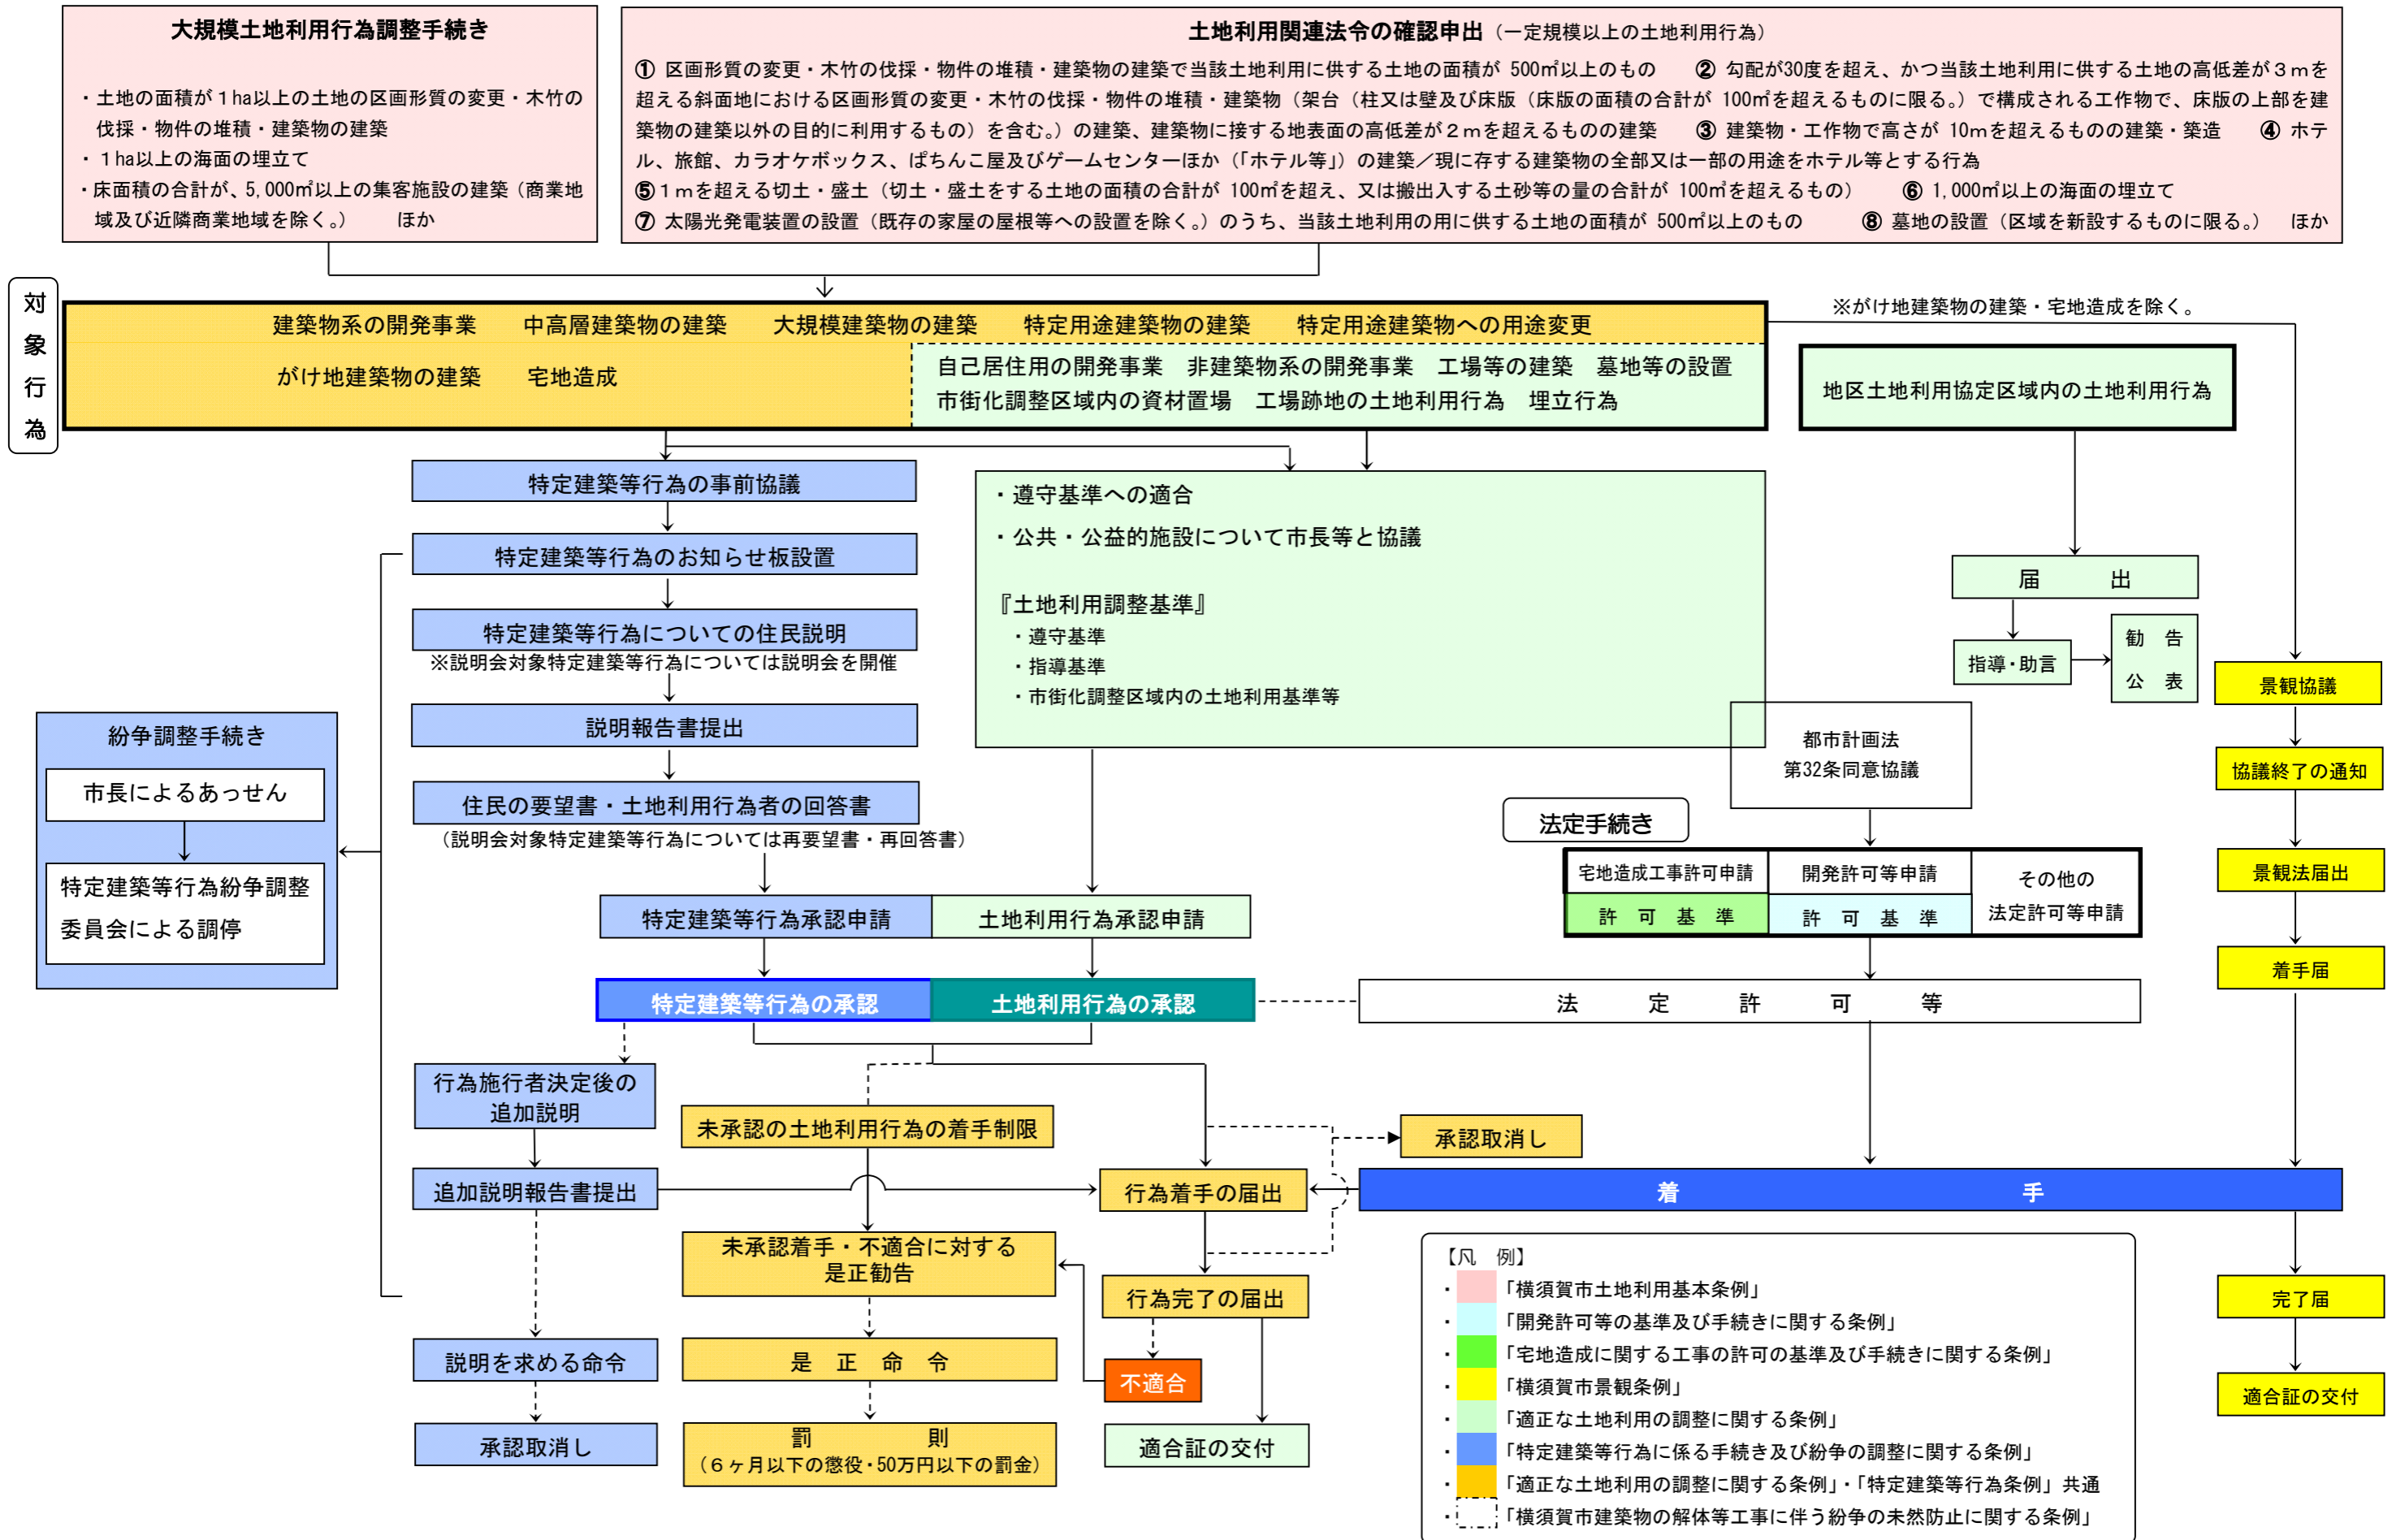 大規模土地利用行為調整手続き
・土地の面積が1ha以上の土地の区画形質の変更・木竹の
伐採・物件の堆積・建築物の建築
・1ha以上の海面の埋立て
・床面積の合計が、5,000㎡以上の集客施設の建築（商業地
域及び近隣商業地域を除く。）　ほか
土地利用関連法令の確認申出（一定規模以上の土地利用行為）
① 区画形質の変更・木竹の伐採・物件の堆積・建築物の建築で当該土地利用に供する土地の面積が 500㎡以上のもの　② 勾配が30度を超え、かつ当該土地利用に供する土地の高低差が３ｍを
超える斜面地における区画形質の変更・木竹の伐採・物件の堆積・建築物（架台（柱又は壁及び床版（床版の面積の合計が 100㎡を超えるものに限る。）で構成される工作物で、床版の上部を建
築物の建築以外の目的に利用するもの）を含む。）の建築、建築物に接する地表面の高低差が２ｍを超えるものの建築　③ 建築物・工作物で高さが 10ｍを超えるものの建築・築造　④ ホテ
ル、旅館、カラオケボックス、ぱちんこ屋及びゲームセンターほか（「ホテル等」）の建築／現に存する建築物の全部又は一部の用途をホテル等とする行為
⑤１ｍを超える切土・盛土（切土・盛土をする土地の面積の合計が 100㎡を超え、又は搬出入する土砂等の量の合計が 100㎥を超えるもの）　⑥ 1,000㎡以上の海面の埋立て
⑦ 太陽光発電装置の設置（既存の家屋の屋根等への設置を除く。）のうち、当該土地利用の用に供する土地の面積が 500㎡以上のもの　⑧ 墓地の設置（区域を新設するものに限る。）　ほか
対象行為
建築物系の開発事業　中高層建築物の建築　大規模建築物の建築　特定用途建築物の建築　特定用途建築物への用途変更
がけ地建築物の建築　宅地造成
自己居住用の開発事業　非建築物系の開発事業　工場等の建築　墓地等の設置
市街化調整区域内の資材置場　工場跡地の土地利用行為　埋立行為
※がけ地建築物の建築・宅地造成を除く。
地区土地利用協定区域内の土地利用行為
特定建築等行為の事前協議
特定建築等行為のお知らせ板設置
特定建築等行為についての住民説明
※説明会対象特定建築等行為については説明会を開催
説明報告書提出
住民の要望書・土地利用行為者の回答書
（説明会対象特定建築等行為については再要望書・再回答書）
紛争調整手続き
市長によるあっせん
特定建築等行為紛争調整
委員会による調停
・遵守基準への適合
・公共・公益的施設について市長等と協議
『土地利用調整基準』
・遵守基準
・指導基準
・市街化調整区域内の土地利用基準等
届　出
指導・助言
勧　告
公　表
都市計画法
第32条同意協議
法定手続き
宅地造成工事許可申請
許　可　基　準
開発許可等申請
許　可　基　準
その他の
法定許可等申請
景観協議
協議終了の通知
景観法届出
着手届
特定建築等行為承認申請
土地利用行為承認申請
特定建築等行為の承認
土地利用行為の承認
法　定　許　可　等
行為施行者決定後の
追加説明
未承認の土地利用行為の着手制限
承認取消し
追加説明報告書提出
行為着手の届出
着　手
未承認着手・不適合に対する
是正勧告
行為完了の届出
説明を求める命令
是　正　命　令
不適合
承認取消し
罰　則
（６ヶ月以下の懲役・50万円以下の罰金）
適合証の交付
完了届
適合証の交付
【凡　例】
・「横須賀市土地利用基本条例」
・「開発許可等の基準及び手続きに関する条例」
・「宅地造成に関する工事の許可の基準及び手続きに関する条例」
・「横須賀市景観条例」
・「適正な土地利用の調整に関する条例」
・「特定建築等行為に係る手続き及び紛争の調整に関する条例」
・「適正な土地利用の調整に関する条例」・「特定建築等行為条例」共通
・「横須賀市建築物の解体等工事に伴う紛争の未然防止に関する条例」